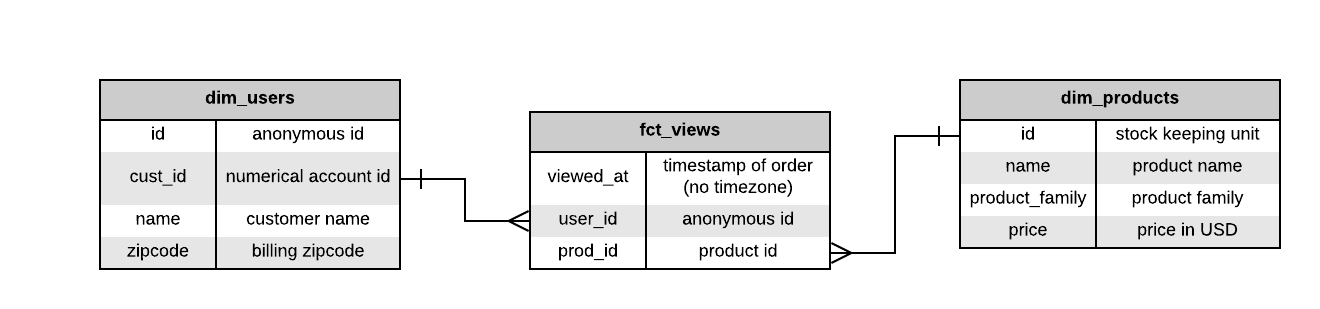 dim_users
id anonymous id
cust_id numerical account id
name customer name
zipcode billing zipcode
fct_views
viewed_at timestamp of order
(no timezone)
user_id anonymous id
prod_id product id
dim_products
id stock keeping unit
name product name
product_family product family
price price in USD